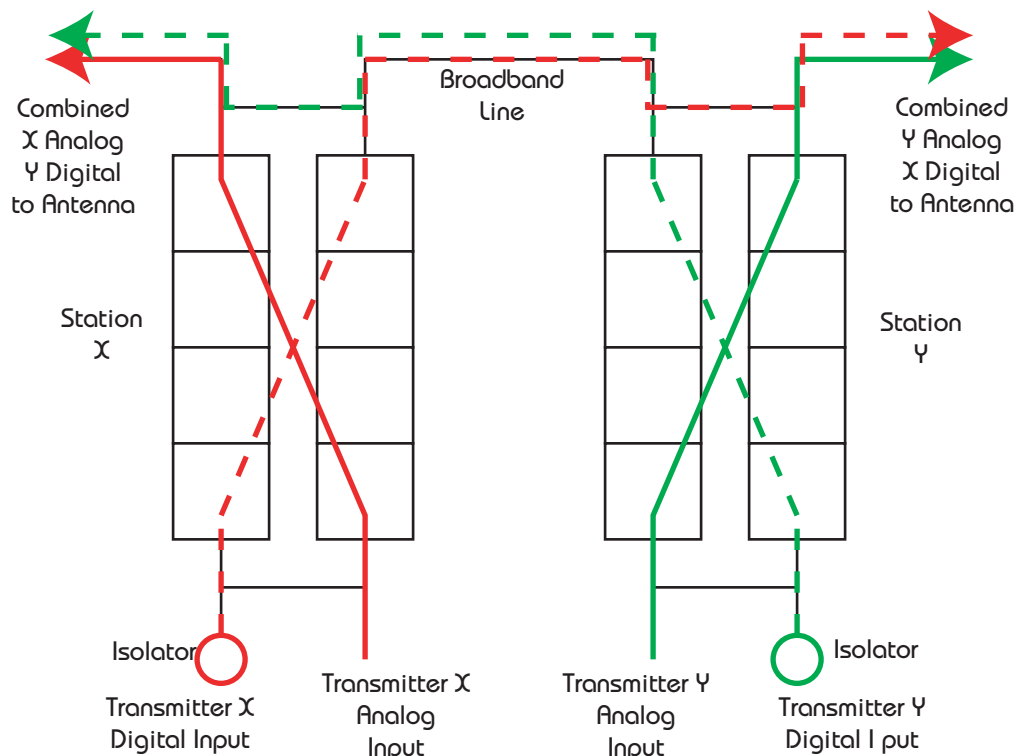 Combined
X Analog
Y Digital
to Antenna
Broadband
Line
Combined
Y Analog
X Digital
to Antenna
Station
X
Station
Y
Isolator
Transmitter X
Digital Input
Transmitter X
Analog
Input
Transmitter Y
Analog
Input
Isolator
Transmitter Y
Digital I put